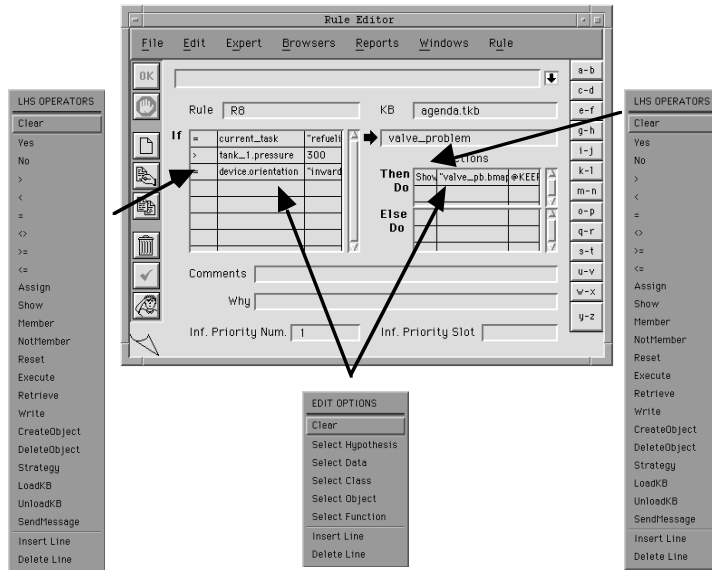 Rule Editor
File Edit Expert Browsers Reports Windows Rule
OK
Rule R8 KB agenda.tkb
If = current_task "refueli
> tank_1.pressure 300
= device.orientation "inward
valve_problem
ctions
Then Do Show "valve_pb.bmap @KEEP
Else Do
Comments
Why
Inf. Priority Num. 1 Inf. Priority Slot
a-b
c-d
e-f
g-h
i-j
k-l
m-n
o-p
q-r
s-t
u-v
w-x
y-z
LHS OPERATORS
Clear
Yes
No
>
<
=
<>
>=
<=
Assign
Show
Member
NotMember
Reset
Execute
Retrieve
Write
CreateObject
DeleteObject
Strategy
LoadKB
UnloadKB
SendMessage
Insert Line
Delete Line
EDIT OPTIONS
Clear
Select Hypothesis
Select Data
Select Class
Select Object
Select Function
Insert Line
Delete Line
LHS OPERATORS
Clear
Yes
No
>
<
=
<>
>=
<=
Assign
Show
Member
NotMember
Reset
Execute
Retrieve
Write
CreateObject
DeleteObject
Strategy
LoadKB
UnloadKB
SendMessage
Insert Line
Delete Line